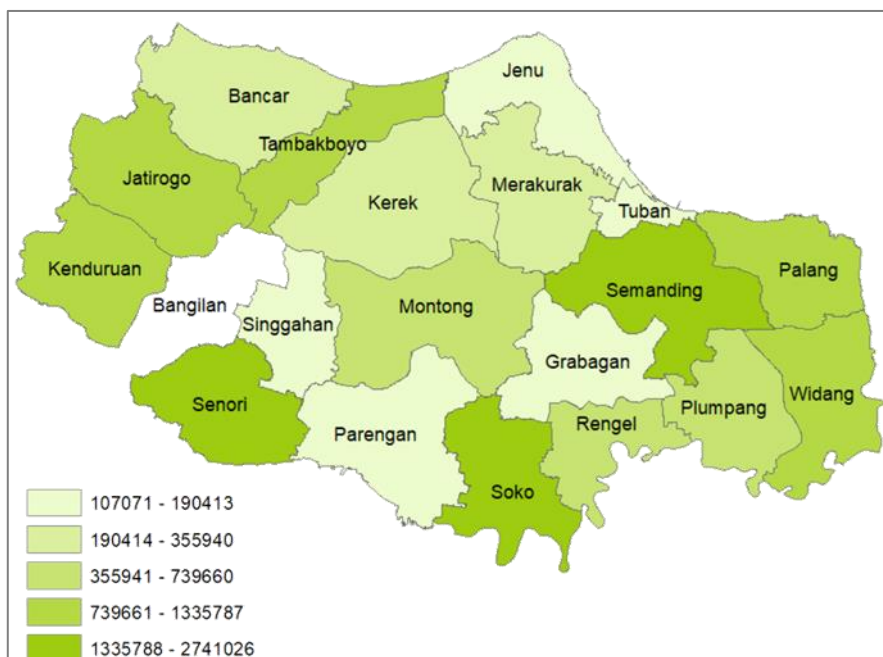 Jenu
Bancar
Tambakboyo
Jatirogo
Merakurak
Kerek
Tuban
Kenduruan
Palang
Semanding
Bangilan
Montong
Singgahan
Grabagan
Widang
Senori
Plumpang
Rengel
Parengan
Soko
107071 - 190413
190414 - 355940
355941 - 739660
739661 - 1335787
1335788 - 2741026